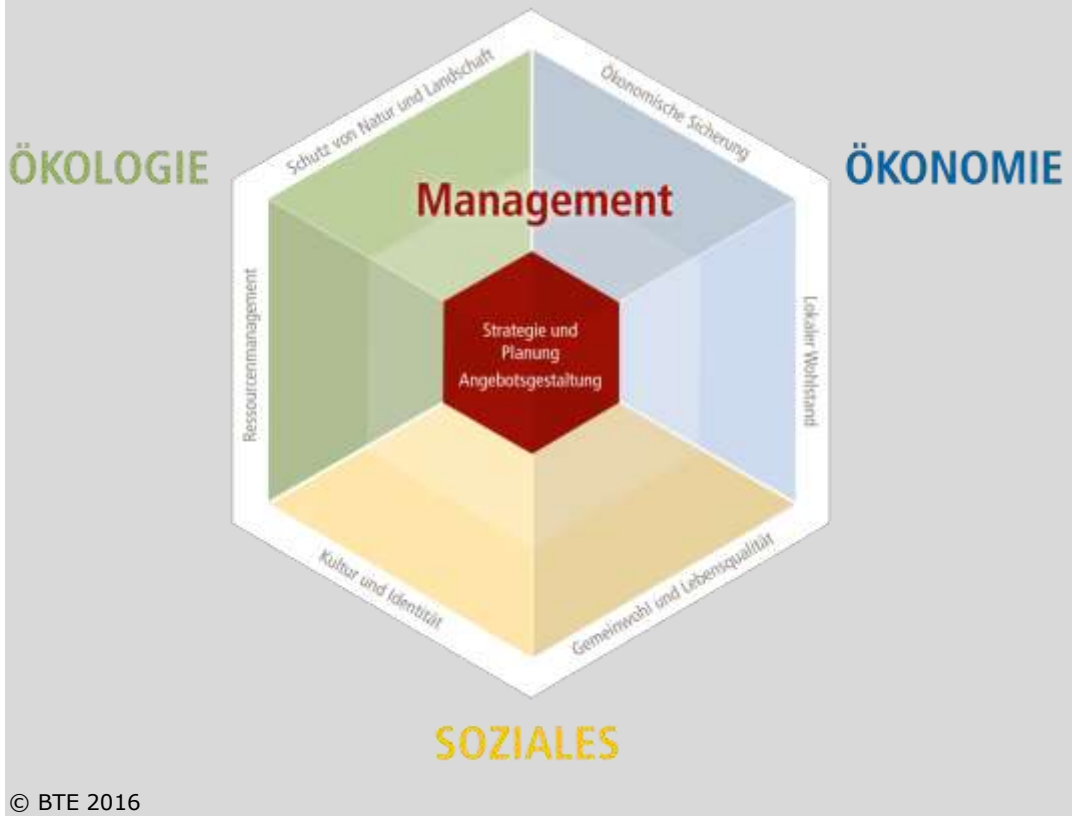 Schutz von Natur und Landschaft
Ökonomische Sicherung
ÖKOLOGIE
ÖKONOMIE
Management
Ressourcenmanagement
Strategie und
Planung
Angebotsgestaltung
Lokaler Wohlstand
Kultur und Identität
Gemeinwohl und Lebensqualität
SOZIALES
© BTE 2016